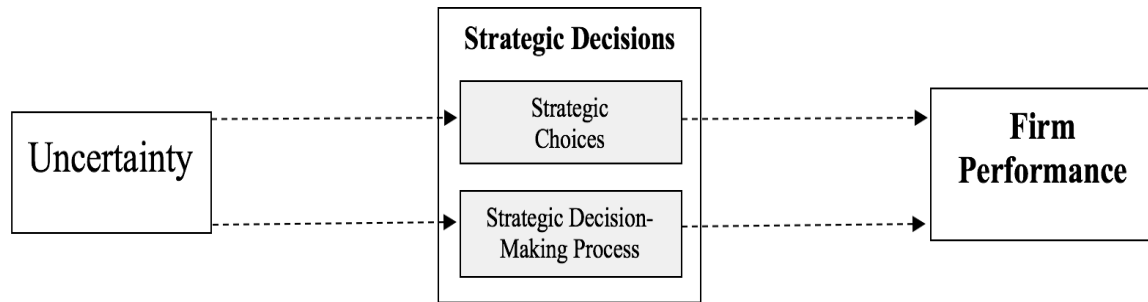 Strategic Decisions
Uncertainty
Strategic
Choices
Strategic Decision-
Making Process
Firm
Performance